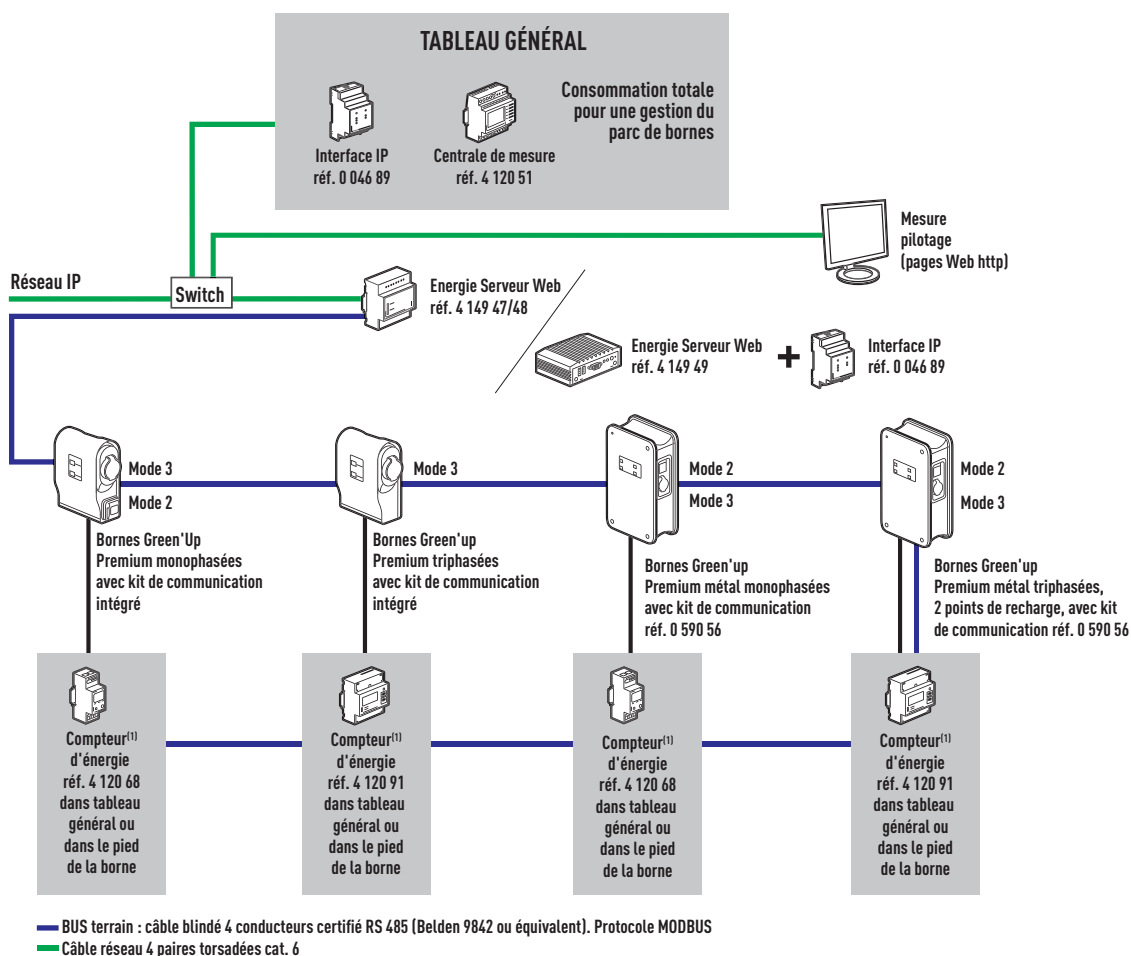 TABLEAU GÉNÉRAL
Interface IP
réf. 0 046 89
Centrale de mesure
réf. 4 120 51
Consommation totale
pour une gestion du
parc de bornes
Mesure
pilotage
(pages Web http)
Réseau IP
Switch
Energie Serveur Web
réf. 4 149 47/48
Energie Serveur Web
réf. 4 149 49
+
Interface IP
réf. 0 046 89
Mode 3
Mode 2
Mode 3
Mode 2
Mode 3
Mode 2
Mode 3
Bornes Green'Up
Premium monophasées
avec kit de communication
intégré
Bornes Green'up
Premium triphasées
avec kit de communication
intégré
Bornes Green'up
Premium métal monophasées
avec kit de communication
réf. 0 590 56
Bornes Green'up
Premium métal triphasées,
2 points de recharge, avec kit
de communication réf. 0 590 56
Compteur(1)
d'énergie
réf. 4 120 68
dans tableau
général ou
dans le pied
de la borne
Compteur(1)
d'énergie
réf. 4 120 91
dans tableau
général ou
dans le pied
de la borne
Compteur(1)
d'énergie
réf. 4 120 68
dans tableau
général ou
dans le pied
de la borne
Compteur(1)
d'énergie
réf. 4 120 91
dans tableau
général ou
dans le pied
de la borne
BUS terrain : câble blindé 4 conducteurs certifié RS 485 (Belden 9842 ou équivalent). Protocole MODBUS
Câble réseau 4 paires torsadées cat. 6